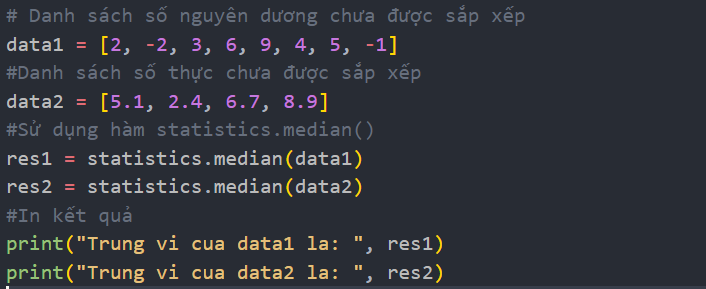 # Danh sách số nguyên dương chưa được sắp xếp
data1 = [2, -2, 3, 6, 9, 4, 5, -1]
#Danh sách số thực chưa được sắp xếp
data2 = [5.1, 2.4, 6.7, 8.9]
#Sử dụng hàm statistics.median()
res1 = statistics.median(data1)
res2 = statistics.median(data2)
#In kết quả
print("Trung vi cua data1 la: ", res1)
print("Trung vi cua data2 la: ", res2)